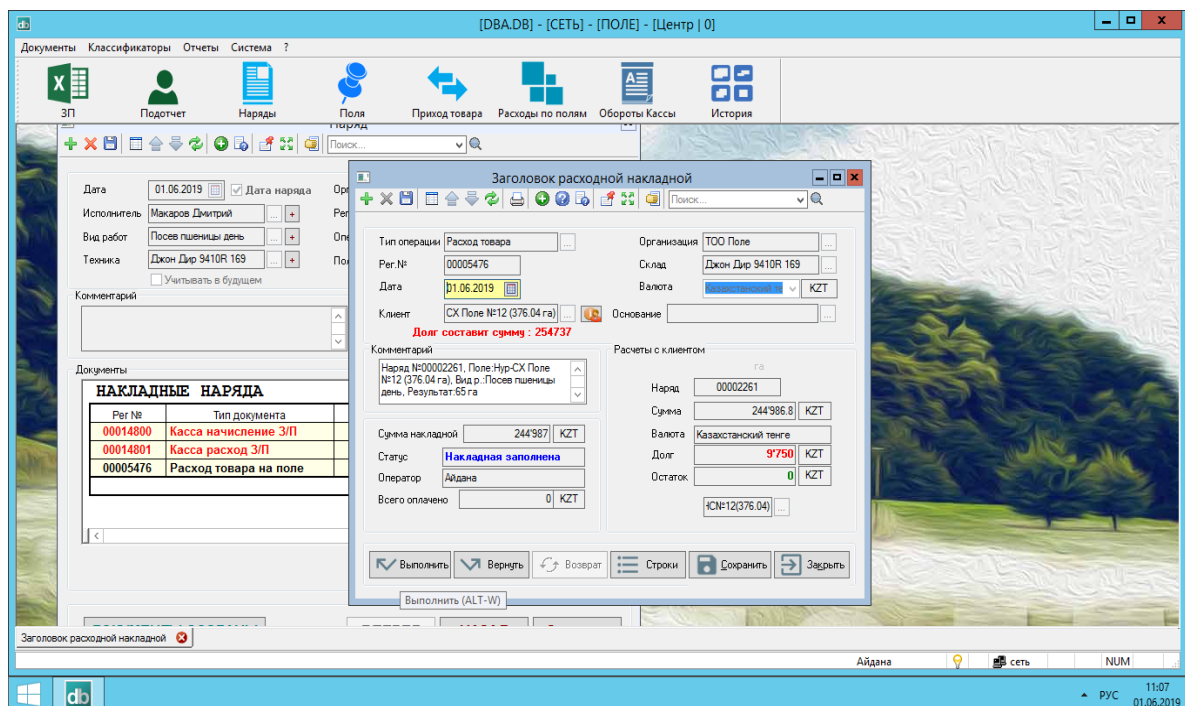 [DBA.DB] - [СЕТЬ] - [ПОЛЕ] - [Центр | 0]
Документы Классификаторы Отчеты Система ?
ЗП Подотчет Наряды Поля Приход товара Расходы по полям Обороты Кассы История
Наряд
Поиск...
Дата 01.06.2019 Дата наряда
Исполнитель Макаров Дмитрий ... +
Вид работ Посев пшеницы день ... +
Техника Джон Дир 9410R 169 ... +
Учитывать в будущем
Комментарий
Документы
НАКЛАДНЫЕ НАРЯДА
Рег № Тип документа
00014800 Касса начисление З/П
00014801 Касса расход З/П
00005476 Расход товара на поле
Заголовок расходной накладной
Поиск...
Тип операции Расход товара ... Организация ТОО Поле ...
Рег.№ 00005476 Склад Джон Дир 9410R 169 ...
Дата 01.06.2019 Валюта Казахстанский те KZT
Клиент СХ Поле №12 (376.04 га) ... Основание ...
Долг составит сумму : 254737
Комментарий
Наряд №00002261, Поле:Нур-СХ Поле
№12 (376.04 га), Вид р.:Посев пшеницы
день, Результат:65 га
Расчеты с клиентом
га
Наряд 00002261
Сумма 244'986.8 KZT
Валюта Казахстанский тенге
Долг 9'750 KZT
Остаток 0 KZT
ЧСN=12(376.04) ...
Сумма накладной 244'987 KZT
Статус Накладная заполнена
Оператор Айдана
Всего оплачено 0 KZT
Выполнить Вернуть Возврат Строки Сохранить Закрыть
Выполнить (ALT-W)
Заголовок расходной накладной
Айдана сеть NUM
db РУС 11:07
01.06.2019